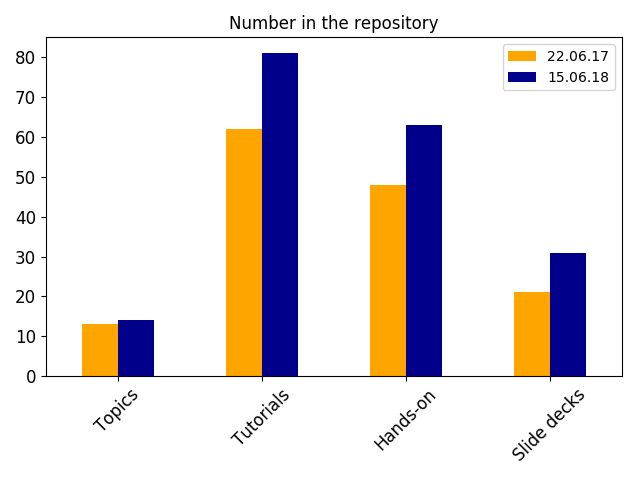 Number in the repository
22.06.17
15.06.18
80
70
60
50
40
30
20
10
0
Topics
Tutorials
Hands-on
Slide decks